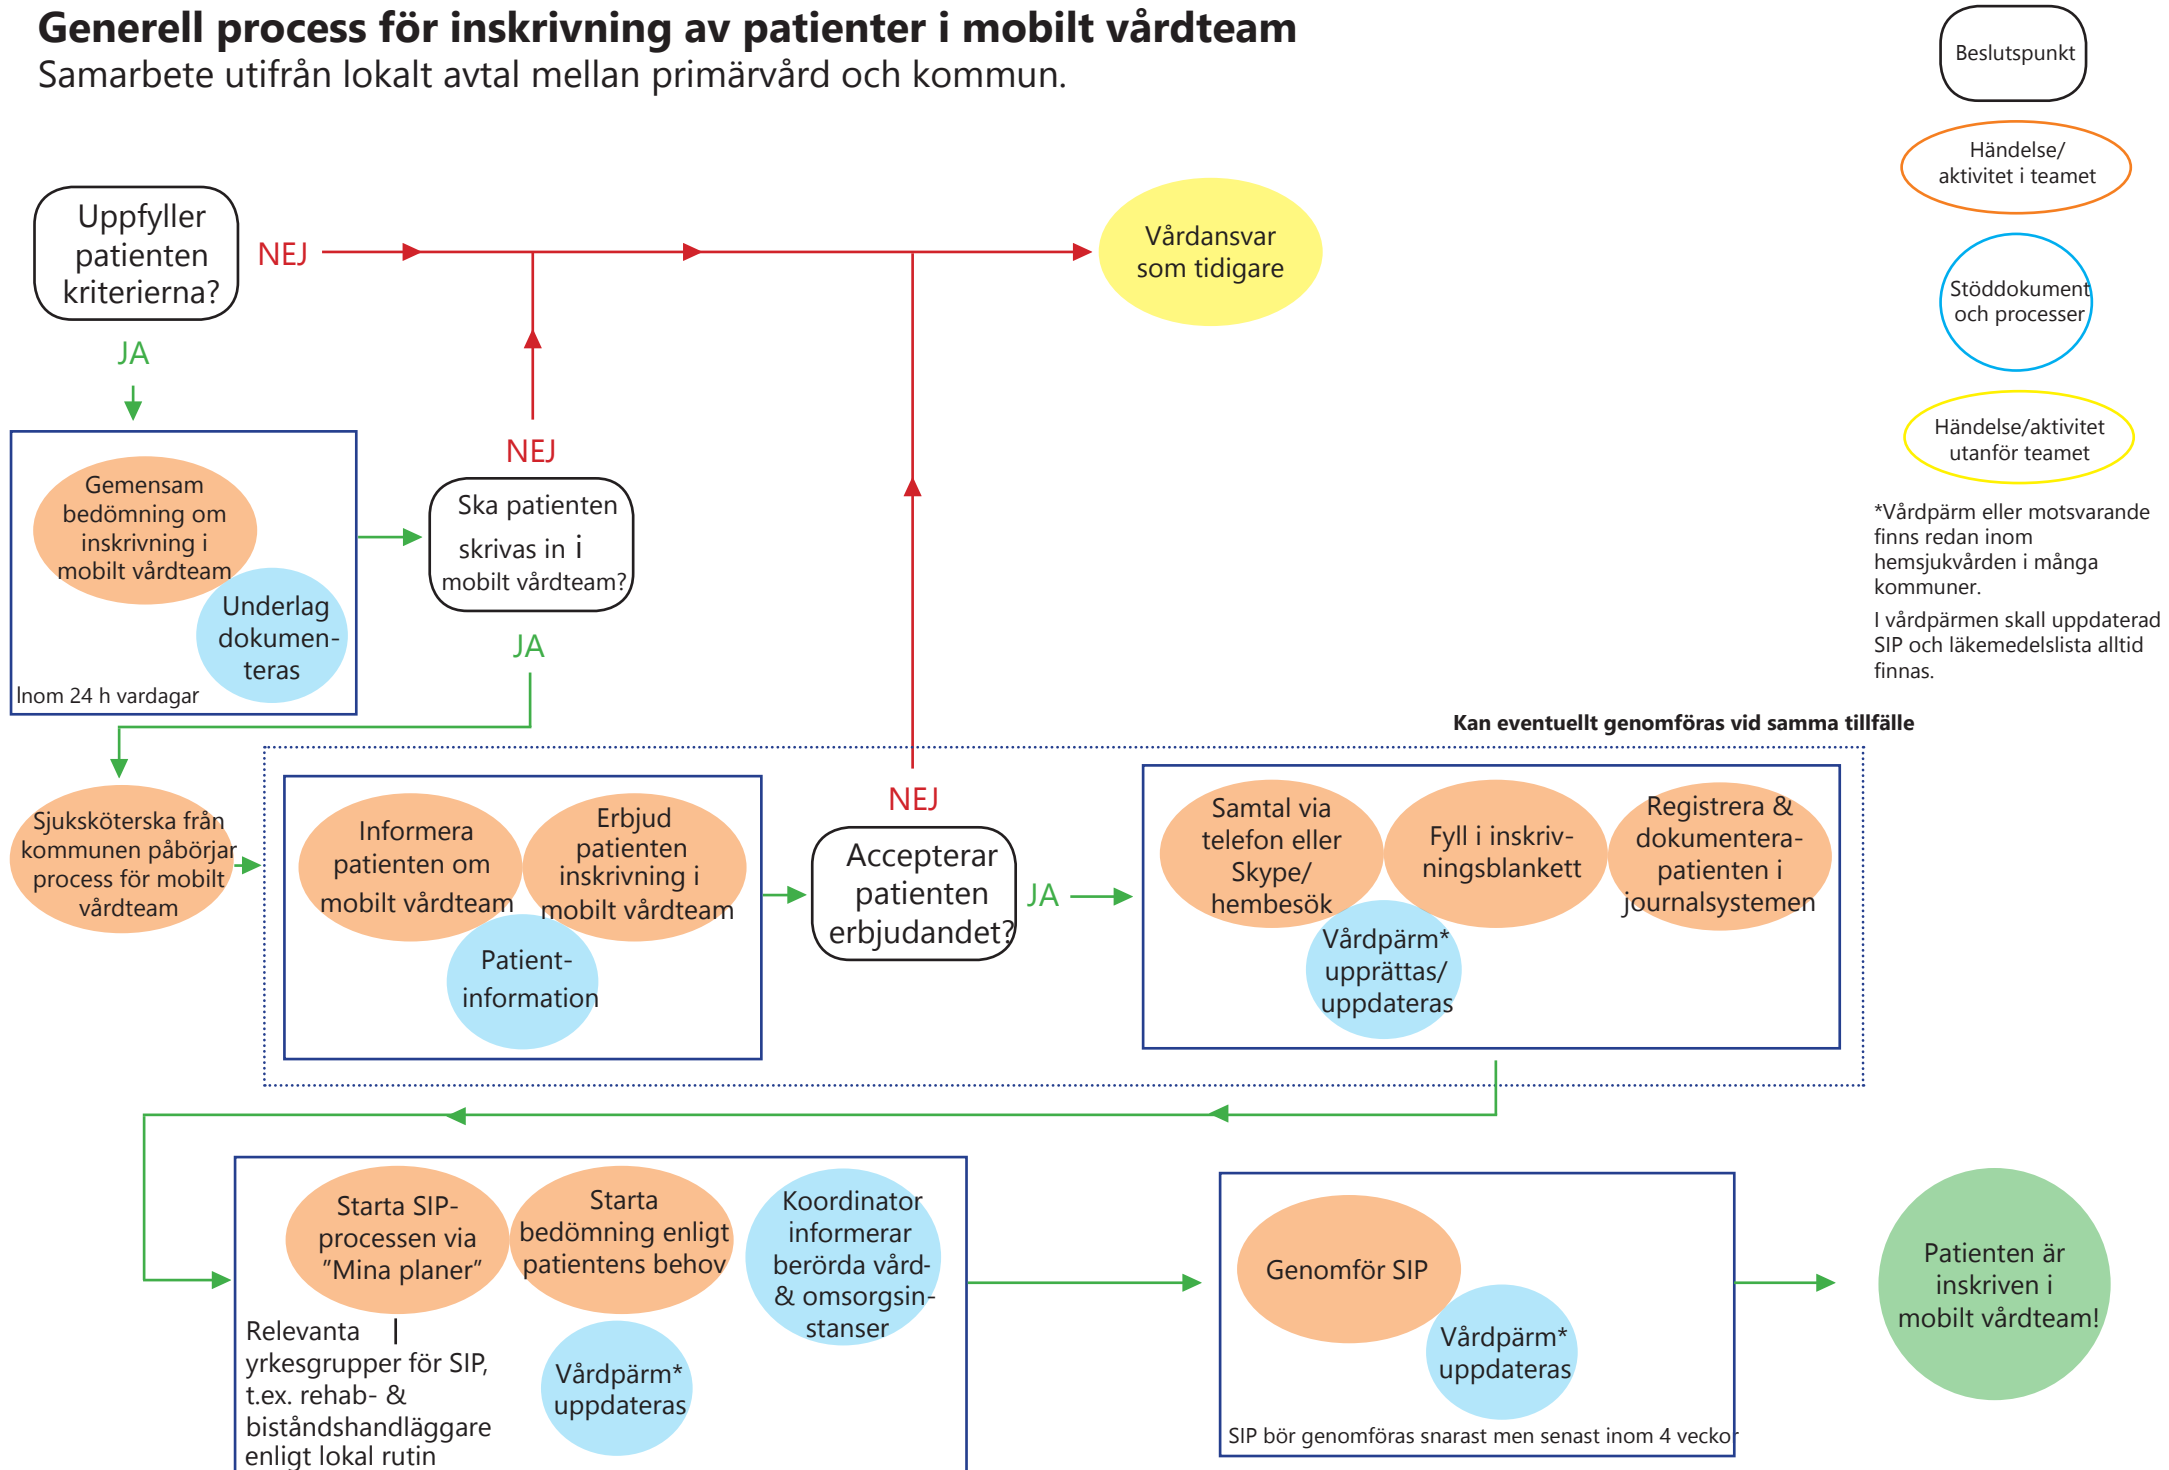 Generell process för inskrivning av patienter i mobilt vårdteam
Samarbete utifrån lokalt avtal mellan primärvård och kommun.
Beslutspunkt
Händelse/
aktivitet i teamet
Stöddokument
och processer
Händelse/aktivitet
utanför teamet
*Vårdpärm eller motsvarande
finns redan inom
hemsjukvården i många
kommuner.
I vårdpärmen skall uppdaterad
SIP och läkemedelslista alltid
finnas.
Uppfyller
patienten
kriterierna?
NEJ
JA
Vårdansvar
som tidigare
Gemensam
bedömning om
inskrivning i
mobilt vårdteam
Underlag
dokumen-
teras
Inom 24 h vardagar
NEJ
Ska patienten
skrivas in i
mobilt vårdteam?
JA
Kan eventuellt genomföras vid samma tillfälle
Sjuksköterska från
kommunen påbörjar
process för mobilt
vårdteam
Informera
patienten om
mobilt vårdteam
Erbjud
patienten
inskrivning i
mobilt vårdteam
Patient-
information
NEJ
Accepterar
patienten
erbjudandet?
JA
Samtal via
telefon eller
Skype/
hembesök
Fyll i inskriv-
ningsblankett
Registrera &
dokumentera-
patienten i
journalsystemen
Vårdpärm*
upprättas/
uppdateras
Starta SIP-
processen via
"Mina planer"
Starta
bedömning enligt
patientens behov
Koordinator
informerar
berörda vård-
& omsorgsin-
stanser
Relevanta
yrkesgrupper för SIP,
t.ex. rehab- &
biståndshandläggare
enligt lokal rutin
Vårdpärm*
uppdateras
Genomför SIP
Vårdpärm*
uppdateras
SIP bör genomföras snarast men senast inom 4 veckor
Patienten är
inskriven i
mobilt vårdteam!